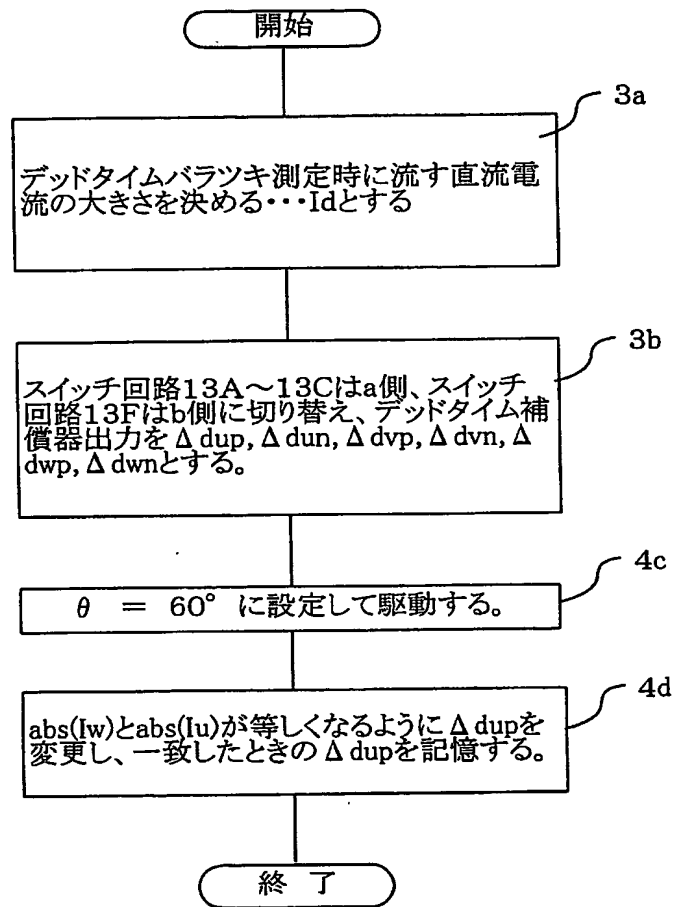 開始
3a
デッドタイムバラツキ測定時に流す直流電
流の大きさを決める・・・Idとする
3b
スイッチ回路13A～13Cはa側、スイッチ
回路13Fはb側に切り替え、デッドタイム補
償器出力をΔdup,Δdun,Δdvp,Δdvn,Δ
dwp,Δdwnとする。
4c
θ = 60° に設定して駆動する。
4d
abs(Iw)とabs(Iu)が等しくなるようにΔdupを
変更し、一致したときのΔdupを記憶する。
終 了